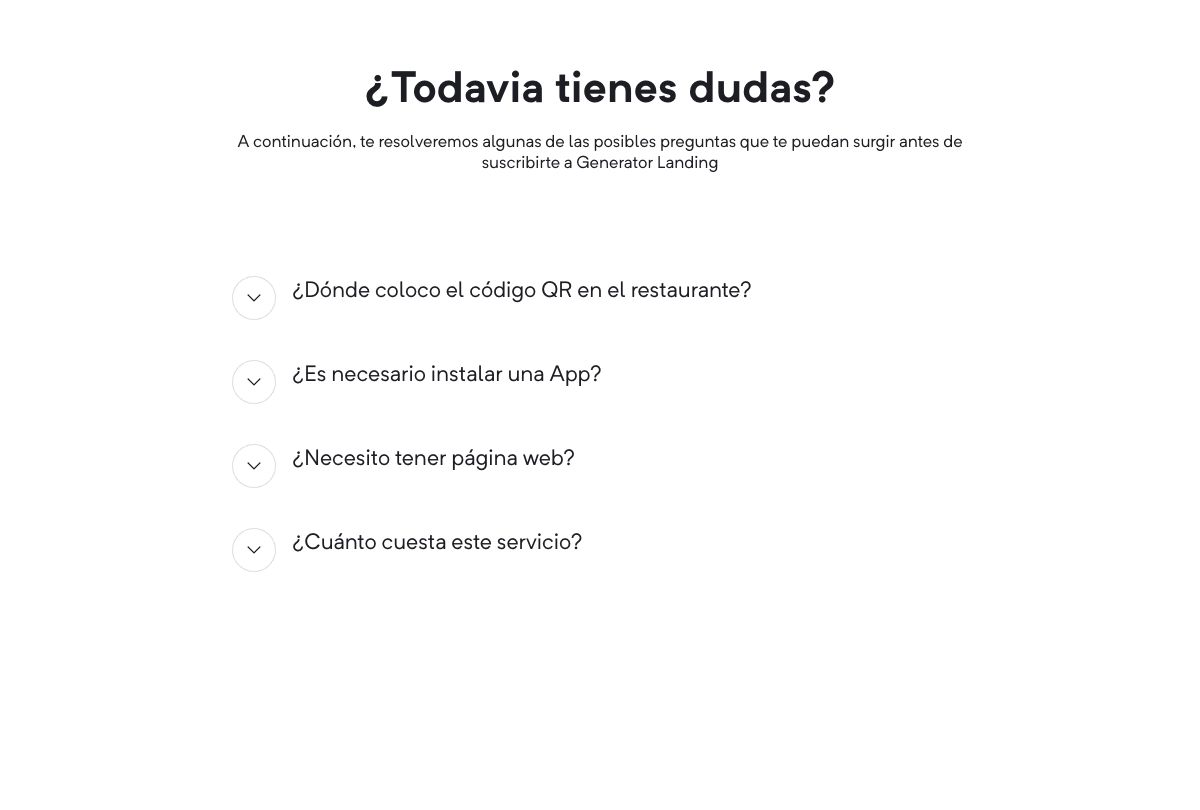 ¿Todavia tienes dudas?
A continuación, te resolveremos algunas de las posibles preguntas que te puedan surgir antes de
suscribirte a Generator Landing
¿Dónde coloco el código QR en el restaurante?
¿Es necesario instalar una App?
¿Necesito tener página web?
¿Cuánto cuesta este servicio?